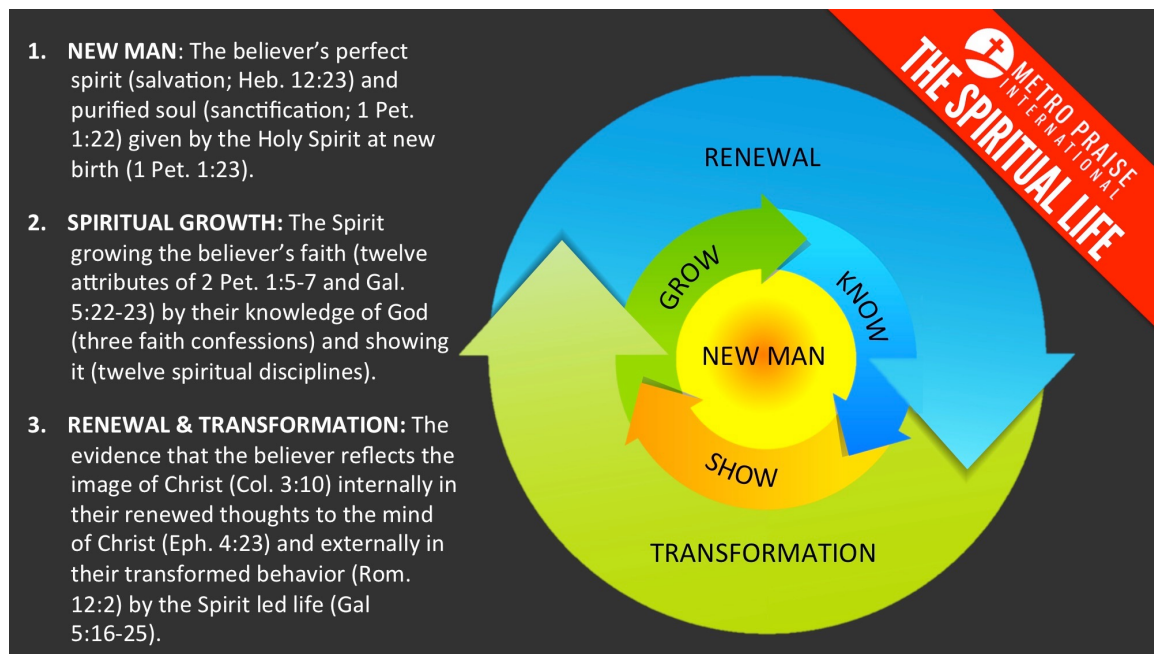 1. NEW MAN: The believer’s perfect
spirit (salvation; Heb. 12:23) and
purified soul (sanctification; 1 Pet.
1:22) given by the Holy Spirit at new
birth (1 Pet. 1:23).
2. SPIRITUAL GROWTH: The Spirit
growing the believer’s faith (twelve
attributes of 2 Pet. 1:5-7 and Gal.
5:22-23) by their knowledge of God
(three faith confessions) and showing
it (twelve spiritual disciplines).
3. RENEWAL & TRANSFORMATION: The
evidence that the believer reflects the
image of Christ (Col. 3:10) internally in
their renewed thoughts to the mind
of Christ (Eph. 4:23) and externally in
their transformed behavior (Rom.
12:2) by the Spirit led life (Gal
5:16-25).
RENEWAL
GROW
KNOW
NEW MAN
SHOW
TRANSFORMATION
METRO PRAISE
INTERNATIONAL
THE SPIRITUAL LIFE